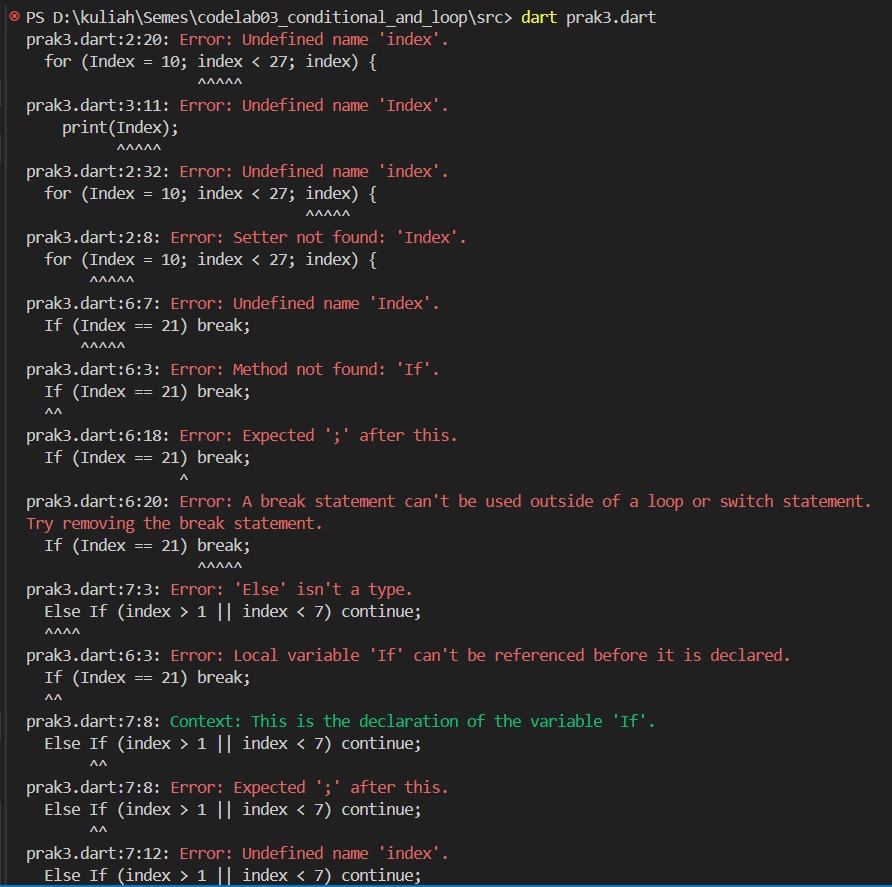 PS D:\kuliah\Semes\codelab03_conditional_and_loop\src> dart prak3.dart
prak3.dart:2:20: Error: Undefined name 'index'.
  for (Index = 10; index < 27; index) {
                   ^^^^^
prak3.dart:3:11: Error: Undefined name 'Index'.
    print(Index);
          ^^^^^
prak3.dart:2:32: Error: Undefined name 'index'.
  for (Index = 10; index < 27; index) {
                               ^^^^^
prak3.dart:2:8: Error: Setter not found: 'Index'.
  for (Index = 10; index < 27; index) {
       ^^^^^
prak3.dart:6:7: Error: Undefined name 'Index'.
  If (Index == 21) break;
      ^^^^^
prak3.dart:6:3: Error: Method not found: 'If'.
  If (Index == 21) break;
  ^^
prak3.dart:6:18: Error: Expected ';' after this.
  If (Index == 21) break;
                 ^
prak3.dart:6:20: Error: A break statement can't be used outside of a loop or switch statement.
Try removing the break statement.
  If (Index == 21) break;
                   ^^^^^
prak3.dart:7:3: Error: 'Else' isn't a type.
  Else If (index > 1 || index < 7) continue;
  ^^^^
prak3.dart:6:3: Error: Local variable 'If' can't be referenced before it is declared.
  If (Index == 21) break;
  ^^
prak3.dart:7:8: Context: This is the declaration of the variable 'If'.
  Else If (index > 1 || index < 7) continue;
       ^^
prak3.dart:7:8: Error: Expected ';' after this.
  Else If (index > 1 || index < 7) continue;
       ^^
prak3.dart:7:12: Error: Undefined name 'index'.
  Else If (index > 1 || index < 7) continue;